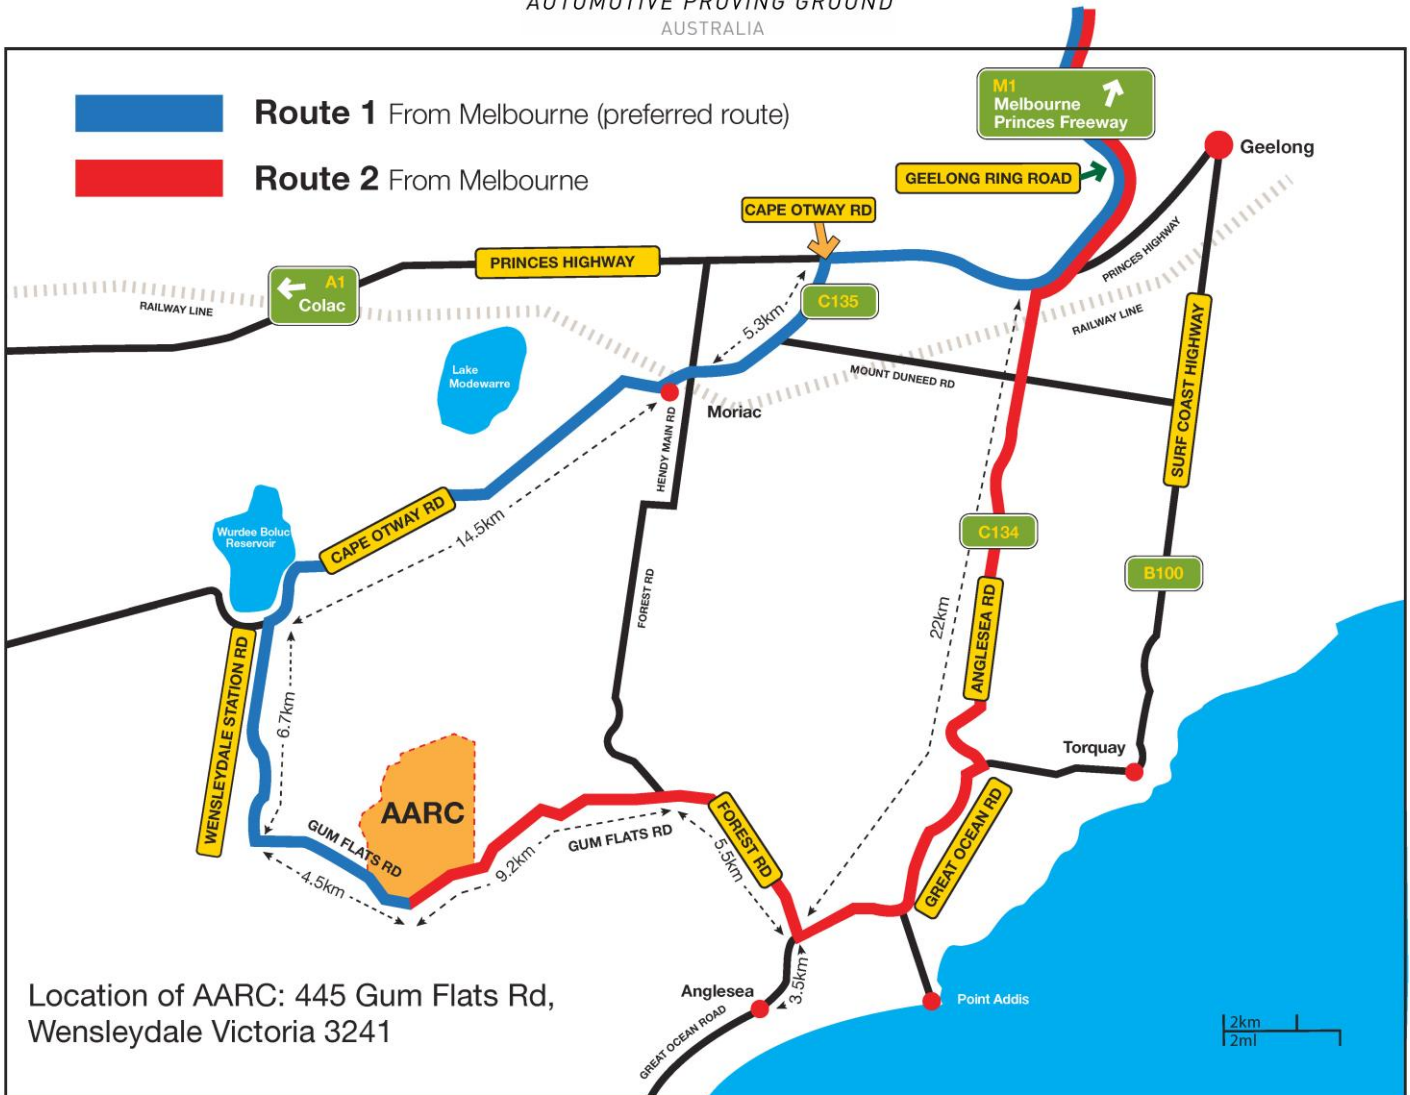 AUTOMOTIVE PROVING GROUND
AUSTRALIA
Route 1 From Melbourne (preferred route)
Route 2 From Melbourne
M1
Melbourne
Princes Freeway
Geelong
GEELONG RING ROAD
CAPE OTWAY RD
PRINCES HIGHWAY
PRINCES HIGHWAY
A1
Colac
RAILWAY LINE
C135
5.3km
RAILWAY LINE
Lake
Modewarre
MOUNT DUNEED RD
SURF COAST HIGHWAY
Moriac
HENDY MAIN RD
CAPE OTWAY RD
14.5km
Wurdee Boluc
Reservoir
C134
B100
FOREST RD
22km
ANGLESEA RD
WENSLEYDALE STATION RD
6.7km
Torquay
AARC
GUM FLATS RD
4.5km
9.2km
GUM FLATS RD
FOREST RD
5.5km
GREAT OCEAN RD
3.5km
Anglesea
Point Addis
GREAT OCEAN ROAD
Location of AARC: 445 Gum Flats Rd,
Wensleydale Victoria 3241
2km
2ml